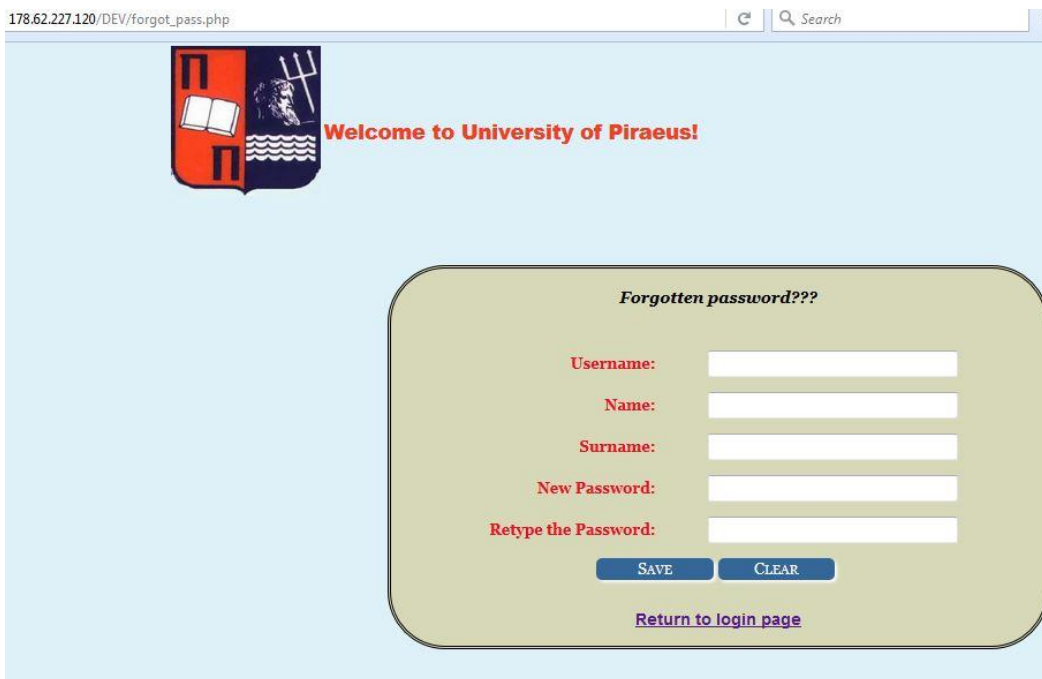 178.62.227.120/DEV/forgot_pass.php
Search
Π
Π
Welcome to University of Piraeus!
Forgotten password???
Username:
Name:
Surname:
New Password:
Retype the Password:
SAVE CLEAR
Return to login page